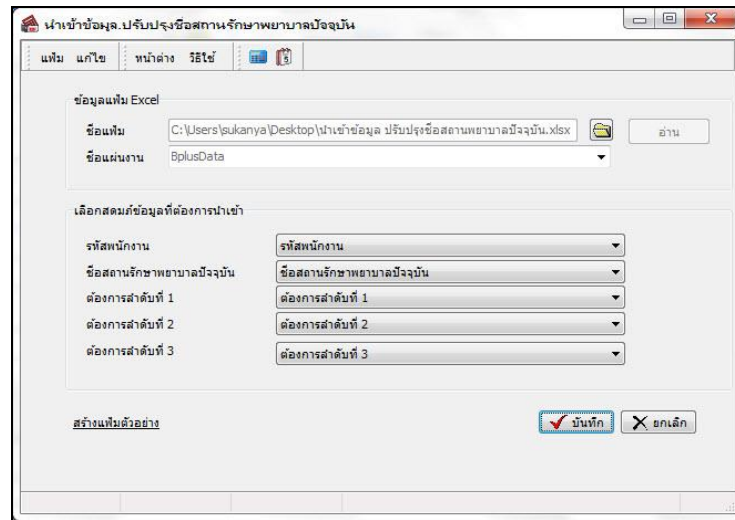 นำเข้าข้อมูล.ปรับปรุงชื่อสถานรักษาพยาบาลปัจจุบัน
แฟ้ม แก้ไข หน้าต่าง วิธีใช้
ข้อมูลแฟ้ม Excel
ชื่อแฟ้ม C:\Users\sukanya\Desktop\นำเข้าข้อมูล ปรับปรุงชื่อสถานพยาบาลปัจจุบัน.xlsx อ่าน
ชื่อแผ่นงาน BplusData
เลือกสดมภ์ข้อมูลที่ต้องการนำเข้า
รหัสพนักงาน รหัสพนักงาน
ชื่อสถานรักษาพยาบาลปัจจุบัน ชื่อสถานรักษาพยาบาลปัจจุบัน
ต้องการลำดับที่ 1 ต้องการลำดับที่ 1
ต้องการลำดับที่ 2 ต้องการลำดับที่ 2
ต้องการลำดับที่ 3 ต้องการลำดับที่ 3
สร้างแฟ้มตัวอย่าง บันทึก ยกเลิก